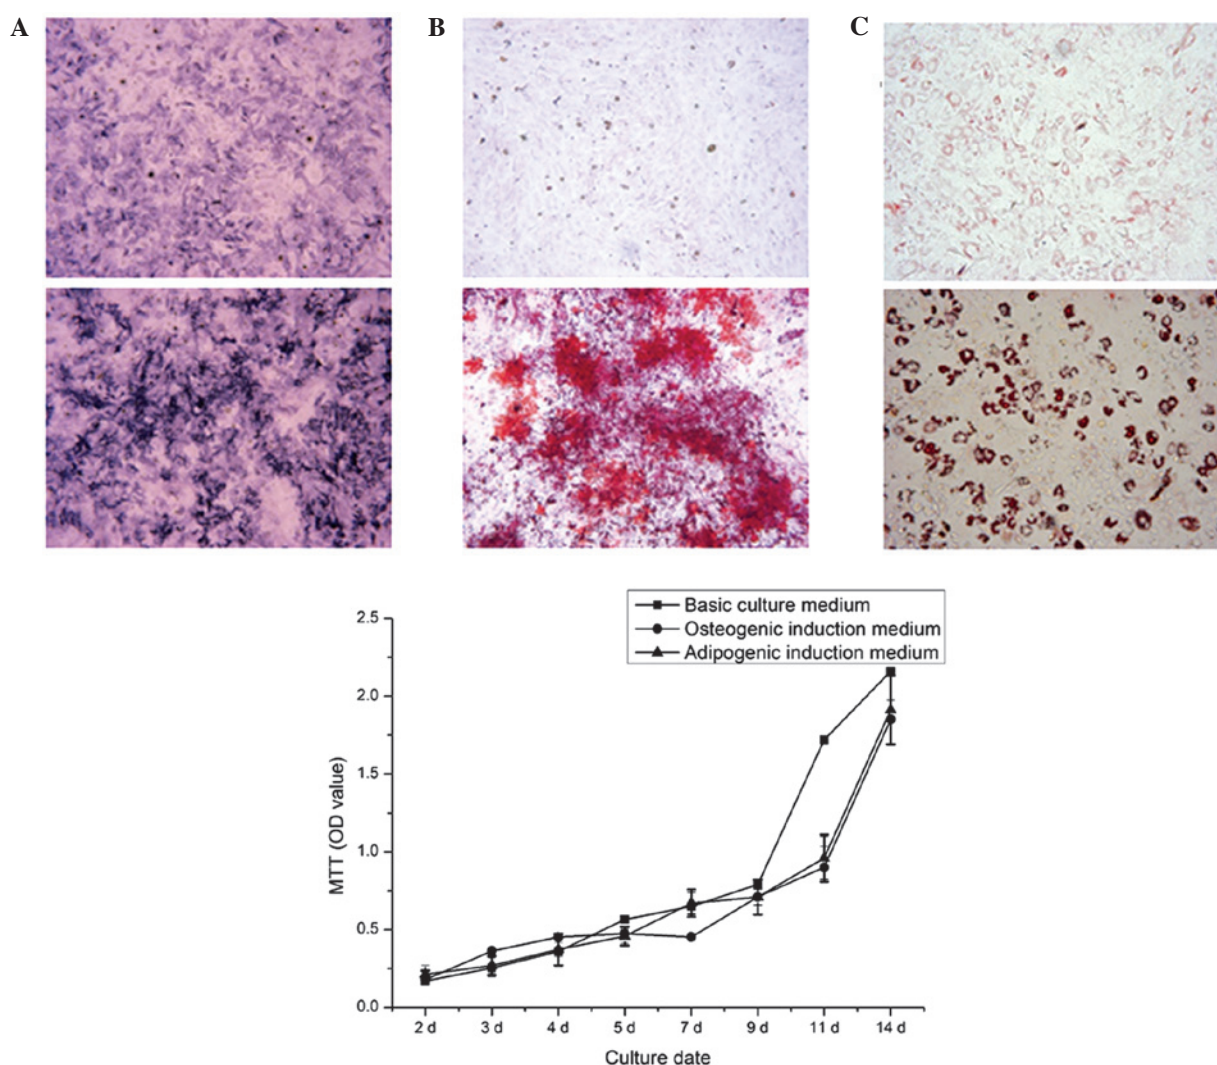 A B C
Basic culture medium
Osteogenic induction medium
Adipogenic induction medium
2.5
2.0
1.5
1.0
0.5
0.0
MTT (OD value)
2 d 3 d 4 d 5 d 7 d 9 d 11 d 14 d
Culture date